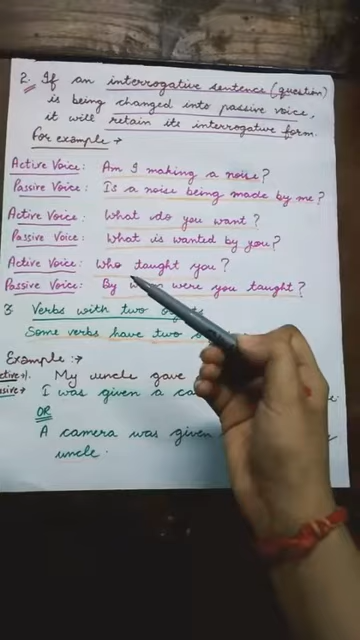 2. If an interrogative sentence (question)
is being changed into passive voice,
it will retain its interrogative form.
For example →
Active Voice: Am I making a noise?
Passive Voice: Is a noise being made by me?
Active Voice: What do you want?
Passive Voice: What is wanted by you?
Active Voice: Who taught you?
Passive Voice: By were you taught?
3. Verbs with two
Some verbs have two
Example :→
1. My uncle gave
I was given a
OR
A camera was given
uncle.